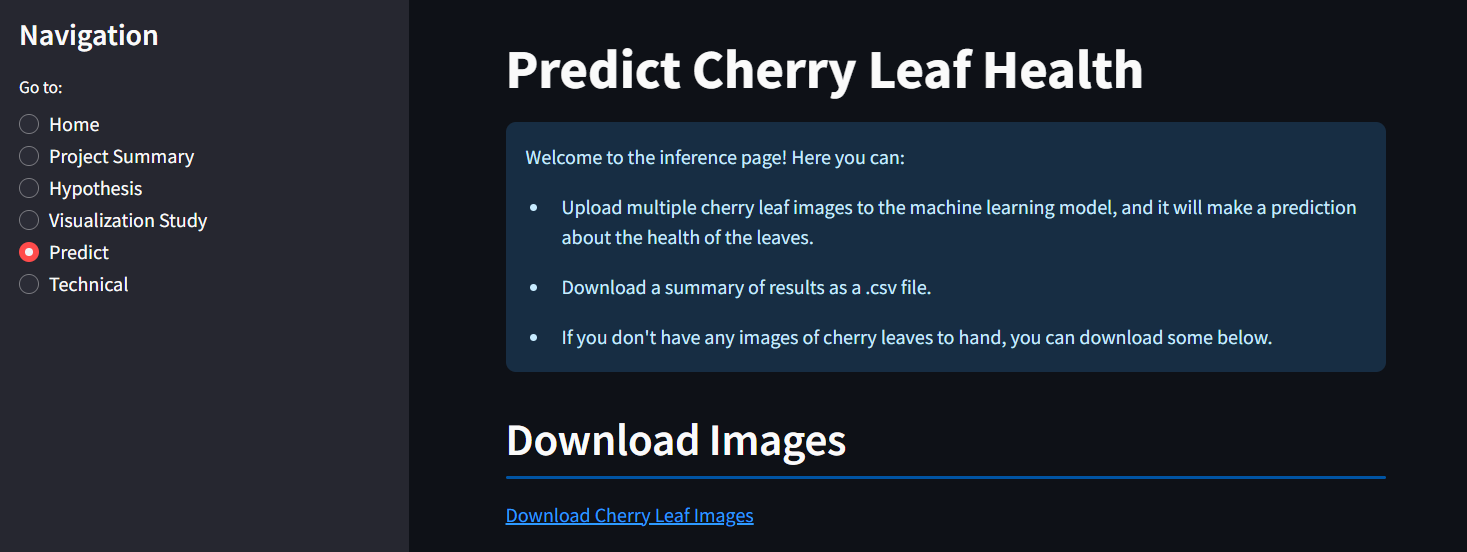 Navigation
Go to:
Home
Project Summary
Hypothesis
Visualization Study
Predict
Technical
Predict Cherry Leaf Health
Welcome to the inference page! Here you can:
Upload multiple cherry leaf images to the machine learning model, and it will make a prediction
about the health of the leaves.
Download a summary of results as a .csv file.
If you don't have any images of cherry leaves to hand, you can download some below.
Download Images
Download Cherry Leaf Images